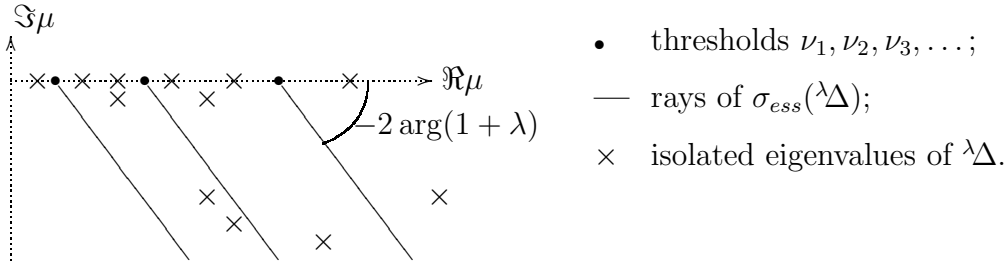 ℑμ
• thresholds ν₁, ν₂, ν₃, . . . ;
ℜμ
— rays of σₑₛₛ(^λΔ);
−2 arg(1 + λ)
× isolated eigenvalues of ^λΔ.